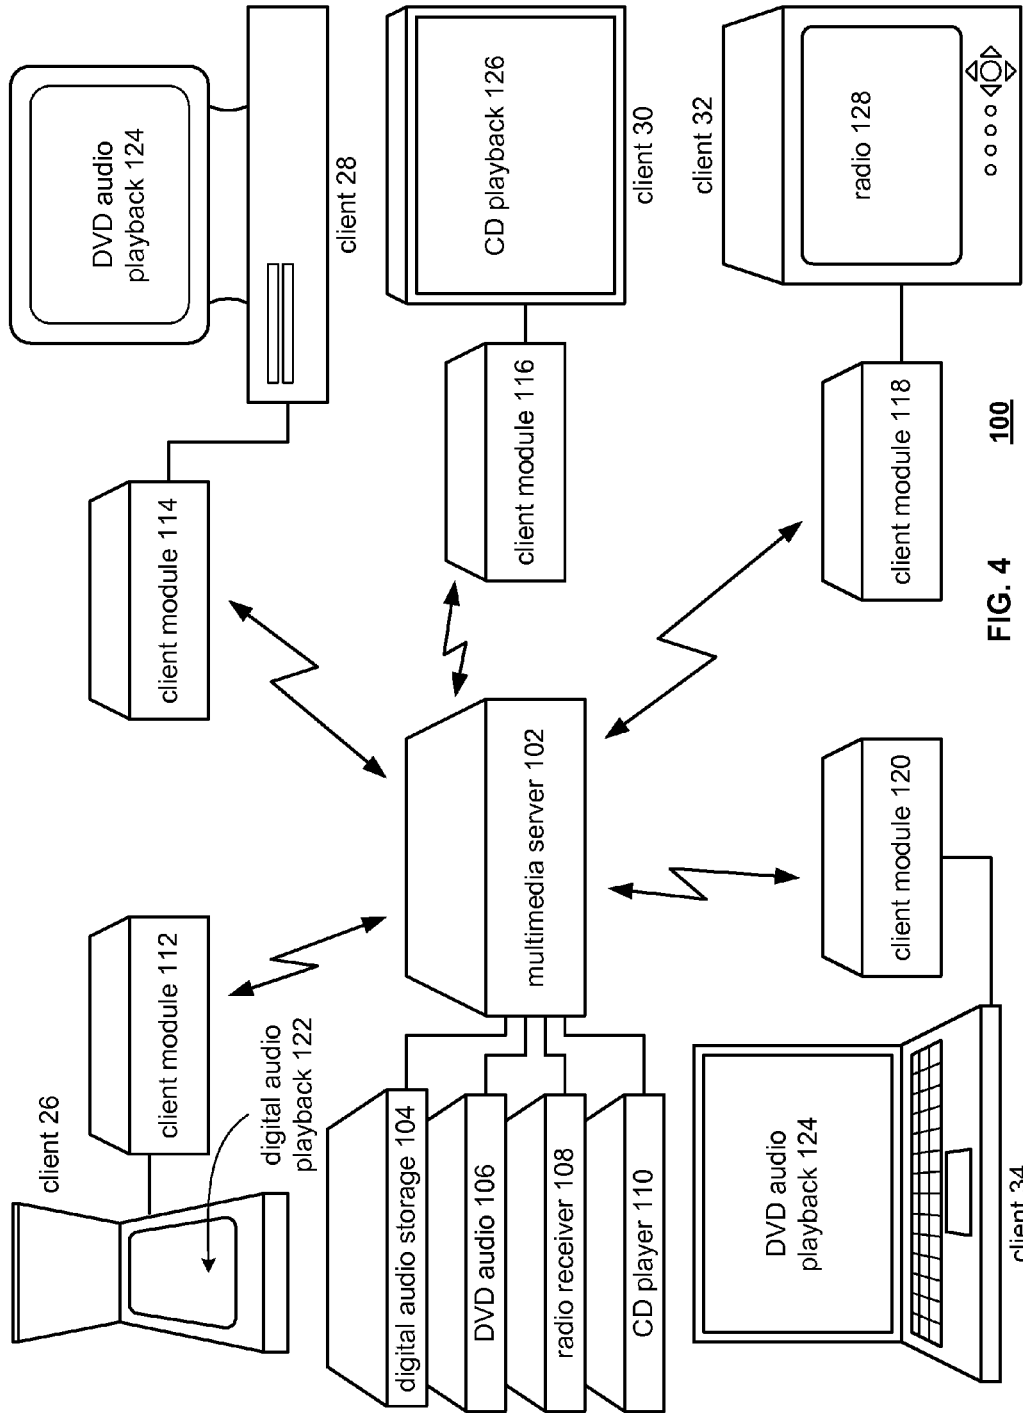 client 26
client module 112
digital audio
playback 122
client module 114
DVD audio
playback 124
client 28
digital audio storage 104
DVD audio 106
radio receiver 108
CD player 110
multimedia server 102
client module 116
CD playback 126
client 30
DVD audio
playback 124
client 34
client module 120
client module 118
client 32
radio 128
FIG. 4
100